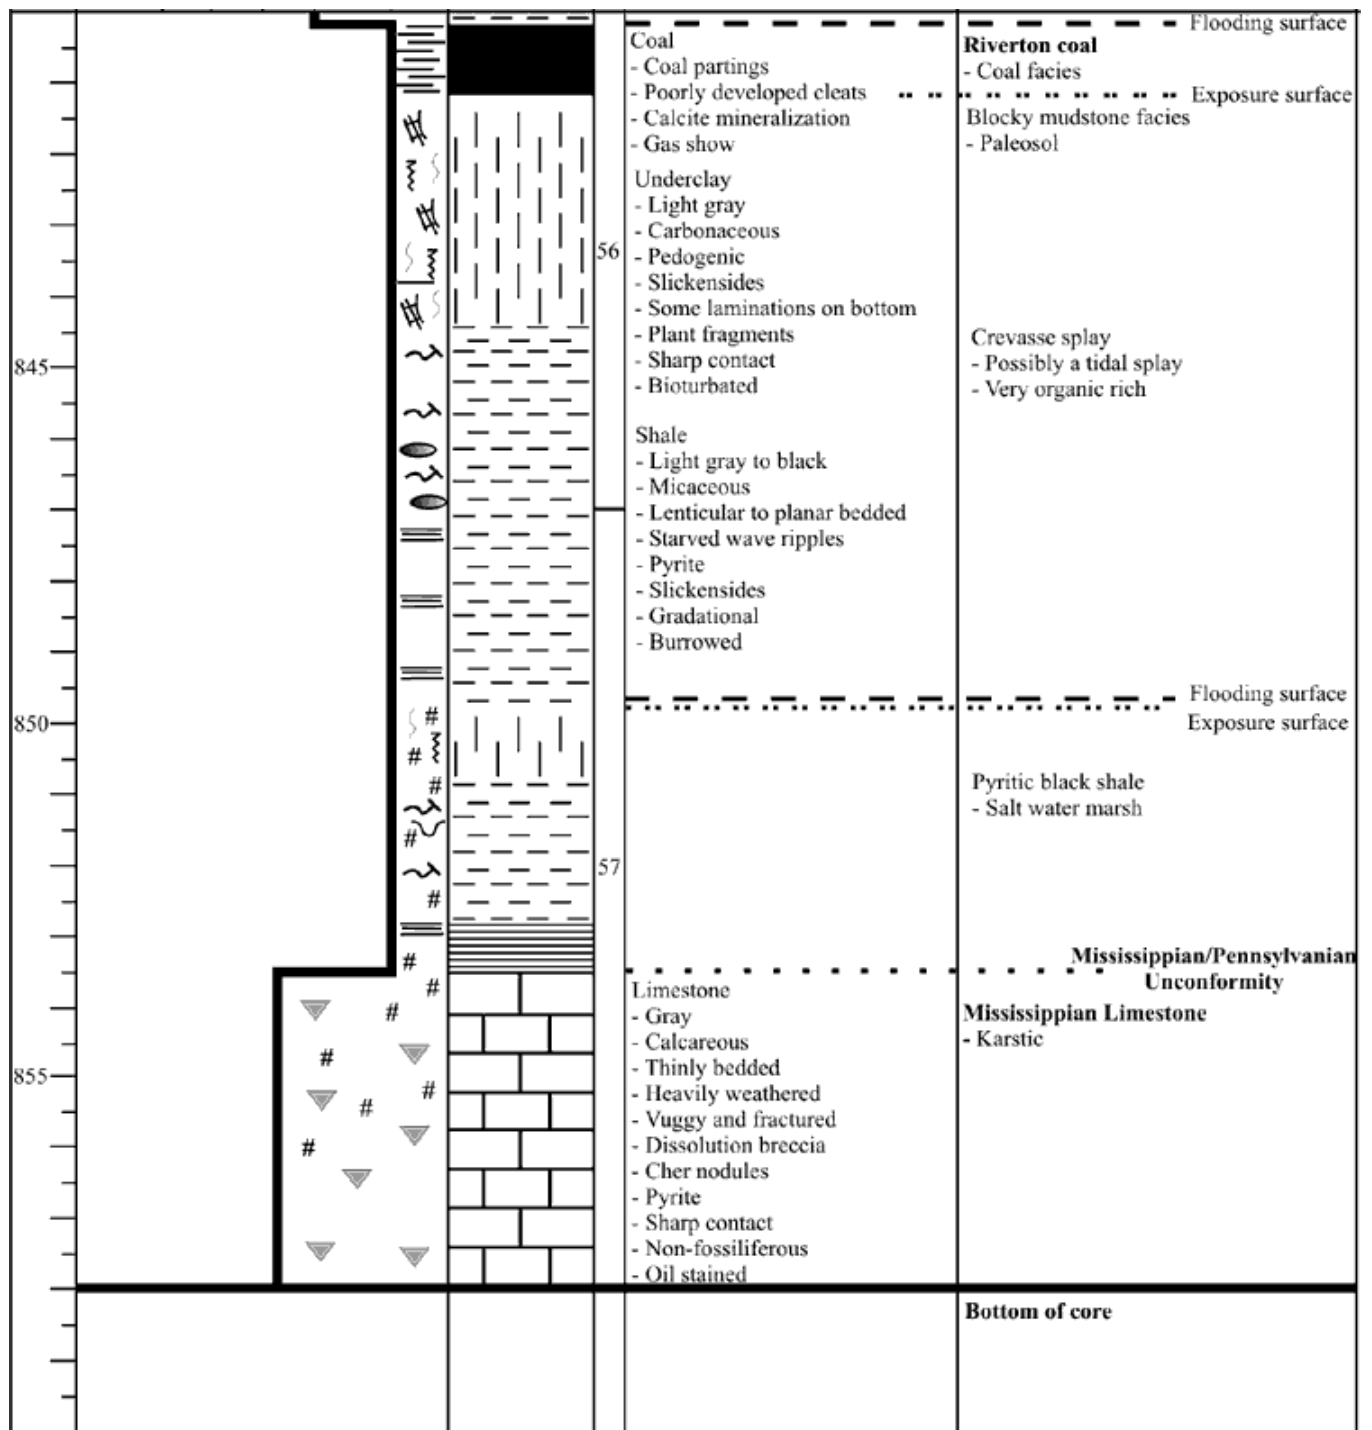 Flooding surface
Coal
- Coal partings
- Poorly developed cleats
- Calcite mineralization
- Gas show
Riverton coal
- Coal facies
Exposure surface
Blocky mudstone facies
- Paleosol
Underclay
- Light gray
- Carbonaceous
- Pedogenic
- Slickensides
- Some laminations on bottom
- Plant fragments
- Sharp contact
- Bioturbated
56
845
Crevasse splay
- Possibly a tidal splay
- Very organic rich
Shale
- Light gray to black
- Micaceous
- Lenticular to planar bedded
- Starved wave ripples
- Pyrite
- Slickensides
- Gradational
- Burrowed
Flooding surface
850
Exposure surface
Pyritic black shale
- Salt water marsh
57
Mississippian/Pennsylvanian
Unconformity
Limestone
- Gray
- Calcareous
- Thinly bedded
- Heavily weathered
- Vuggy and fractured
- Dissolution breccia
- Cher nodules
- Pyrite
- Sharp contact
- Non-fossiliferous
- Oil stained
Mississippian Limestone
- Karstic
855
Bottom of core